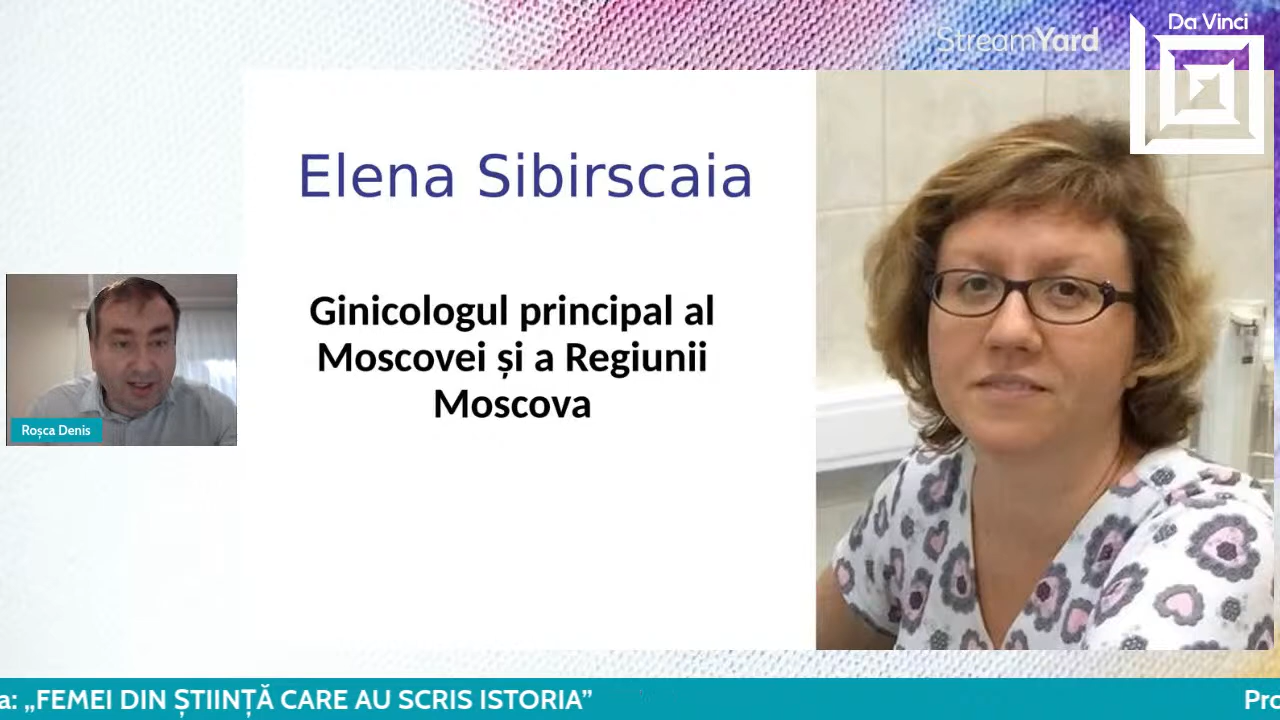 StreamYard
Da Vinci
Elena Sibirscaia
Ginicologul principal al
Moscovei și a Regiunii
Moscova
Roșca Denis
a: „FEMEI DIN ȘTIINȚĂ CARE AU SCRIS ISTORIA”
Pro